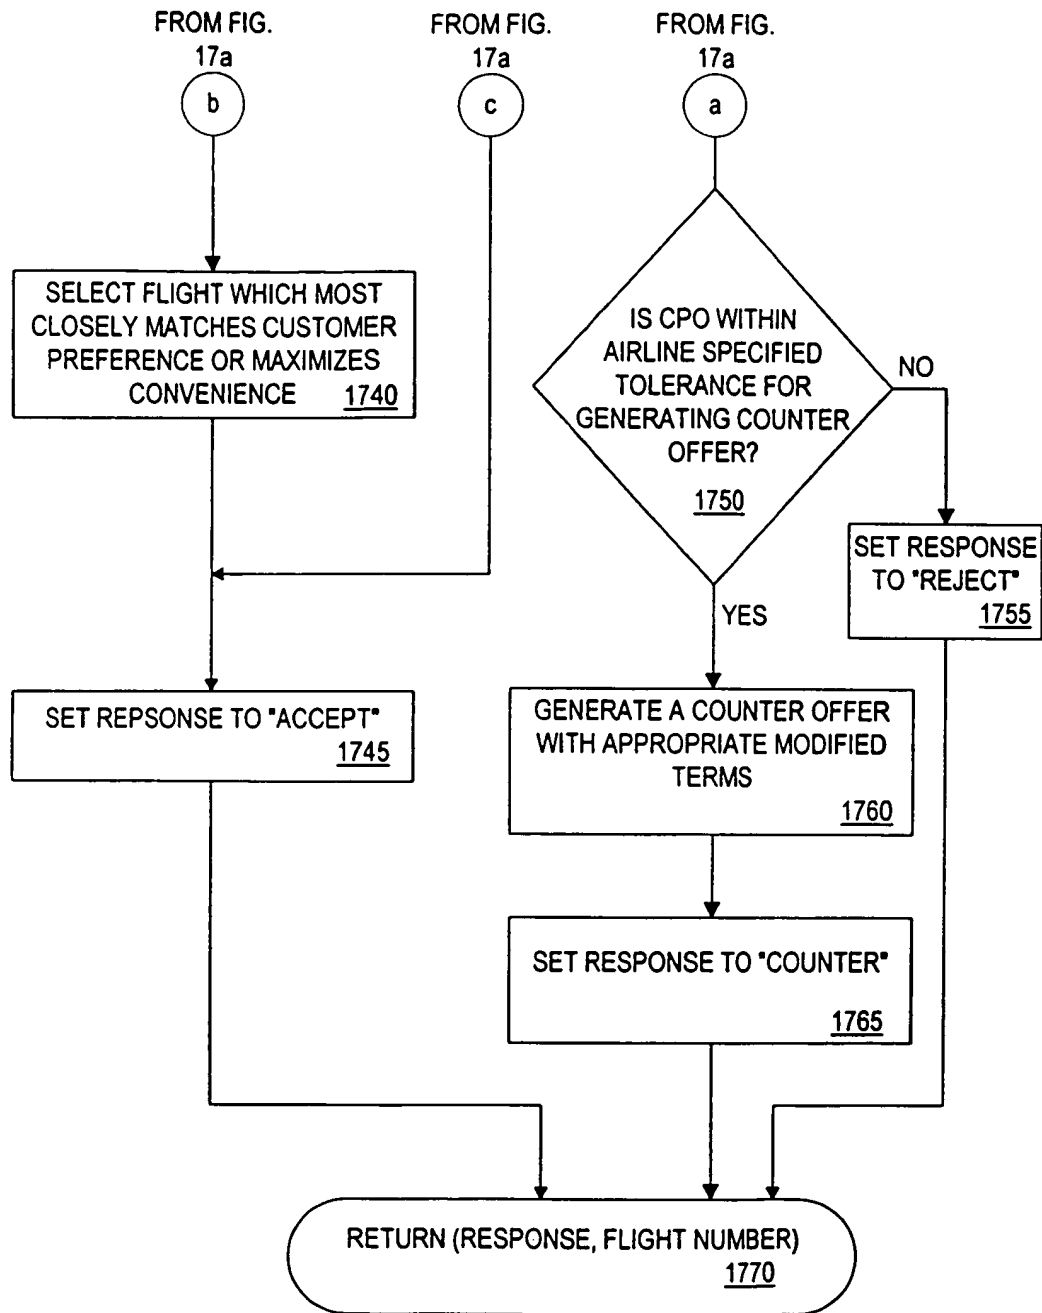 FROM FIG.
17a
b
FROM FIG.
17a
c
FROM FIG.
17a
a
SELECT FLIGHT WHICH MOST
CLOSELY MATCHES CUSTOMER
PREFERENCE OR MAXIMIZES
CONVENIENCE 1740
IS CPO WITHIN
AIRLINE SPECIFIED
TOLERANCE FOR
GENERATING COUNTER
OFFER?
1750
NO
YES
SET RESPONSE
TO "REJECT"
1755
SET REPSONSE TO "ACCEPT"
1745
GENERATE A COUNTER OFFER
WITH APPROPRIATE MODIFIED
TERMS
1760
SET RESPONSE TO "COUNTER"
1765
RETURN (RESPONSE, FLIGHT NUMBER)
1770